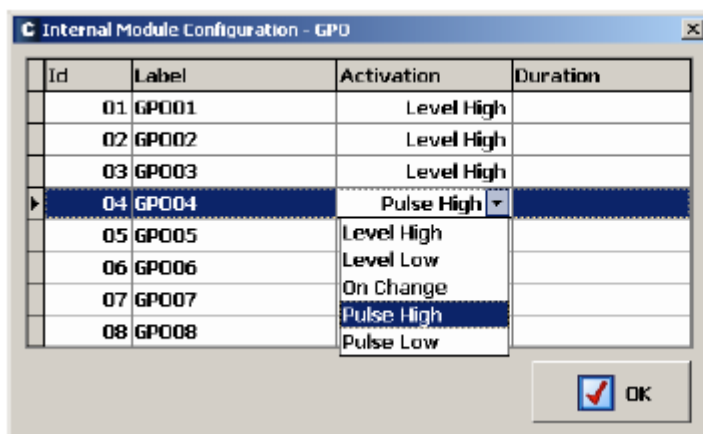 C Internal Module Configuration - GPO
Id Label Activation Duration
01 GPO01 Level High
02 GPO02 Level High
03 GPO03 Level High
04 GPO04 Pulse High
05 GPO05 Level High
06 GPO06 Level Low
07 GPO07 On Change
Pulse High
08 GPO08 Pulse Low
OK